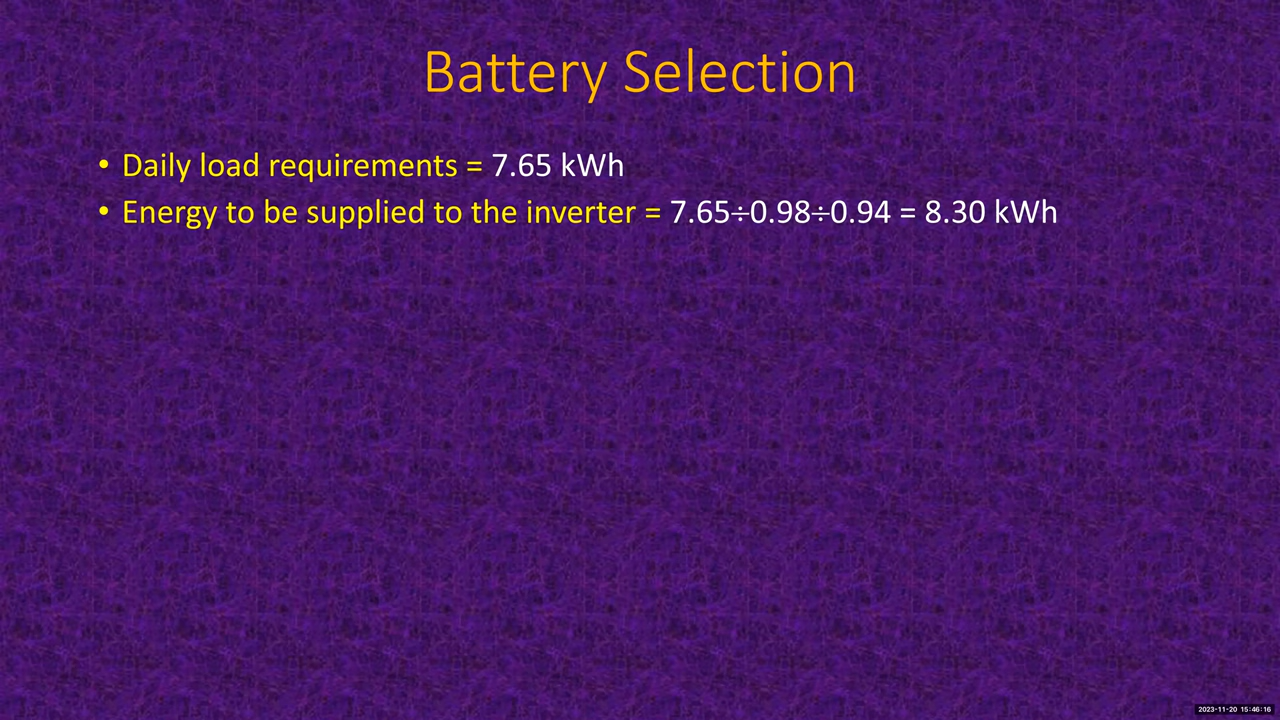 Battery Selection
• Daily load requirements = 7.65 kWh
• Energy to be supplied to the inverter = 7.65÷0.98÷0.94 = 8.30 kWh
2023-11-20 15:46:16